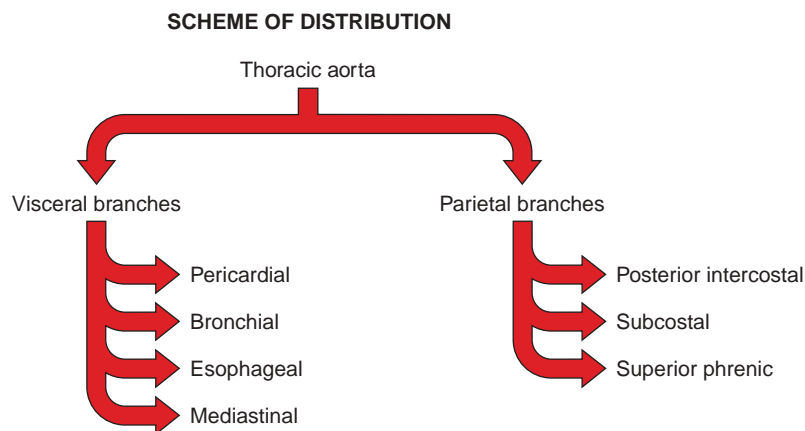 SCHEME OF DISTRIBUTION
Thoracic aorta
Visceral branches
Parietal branches
Pericardial
Bronchial
Esophageal
Mediastinal
Posterior intercostal
Subcostal
Superior phrenic